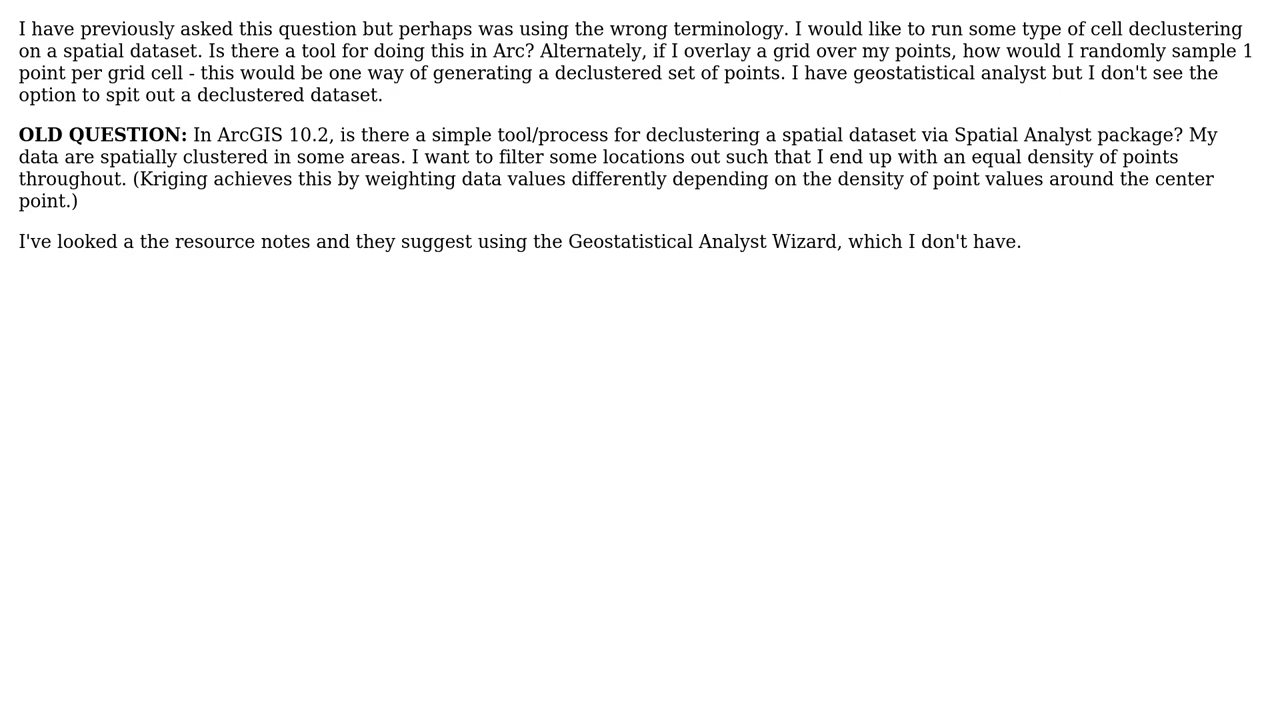 I have previously asked this question but perhaps was using the wrong terminology. I would like to run some type of cell declustering
on a spatial dataset. Is there a tool for doing this in Arc? Alternately, if I overlay a grid over my points, how would I randomly sample 1
point per grid cell - this would be one way of generating a declustered set of points. I have geostatistical analyst but I don't see the
option to spit out a declustered dataset.
OLD QUESTION: In ArcGIS 10.2, is there a simple tool/process for declustering a spatial dataset via Spatial Analyst package? My
data are spatially clustered in some areas. I want to filter some locations out such that I end up with an equal density of points
throughout. (Kriging achieves this by weighting data values differently depending on the density of point values around the center
point.)
I've looked a the resource notes and they suggest using the Geostatistical Analyst Wizard, which I don't have.